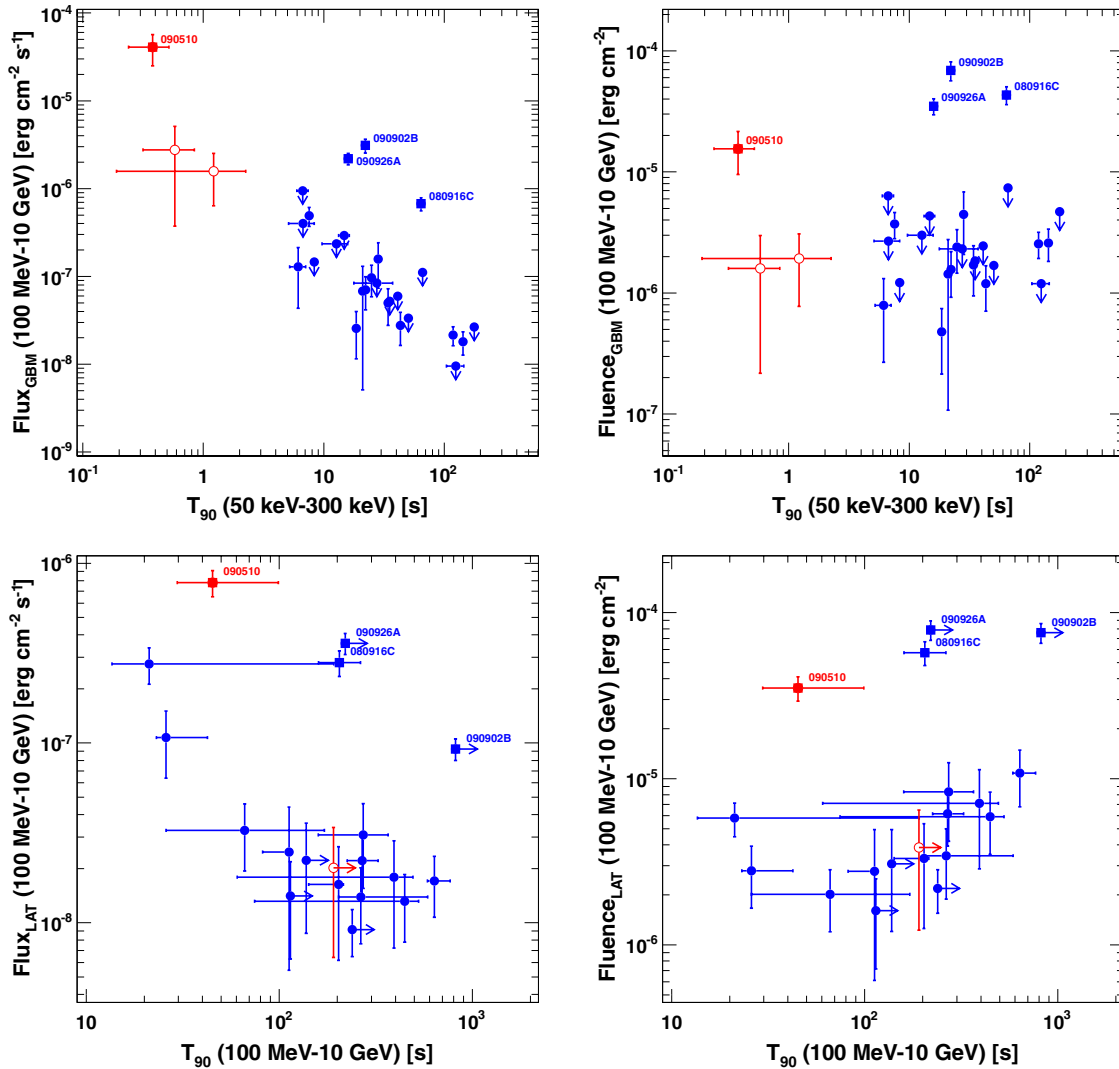 Flux_GBM (100 MeV-10 GeV) [erg cm^-2 s^-1]
10^-4
10^-5
10^-6
10^-7
10^-8
10^-9
090510
090902B
090926A
080916C
10^-1
1
10
10^2
T_90 (50 keV-300 keV) [s]
Fluence_GBM (100 MeV-10 GeV) [erg cm^-2]
10^-4
10^-5
10^-6
10^-7
090902B
080916C
090926A
090510
10^-1
1
10
10^2
T_90 (50 keV-300 keV) [s]
Flux_LAT (100 MeV-10 GeV) [erg cm^-2 s^-1]
10^-6
10^-7
10^-8
090510
090926A
080916C
090902B
10
10^2
10^3
T_90 (100 MeV-10 GeV) [s]
Fluence_LAT (100 MeV-10 GeV) [erg cm^-2]
10^-4
10^-5
10^-6
090926A
090902B
080916C
090510
10
10^2
10^3
T_90 (100 MeV-10 GeV) [s]